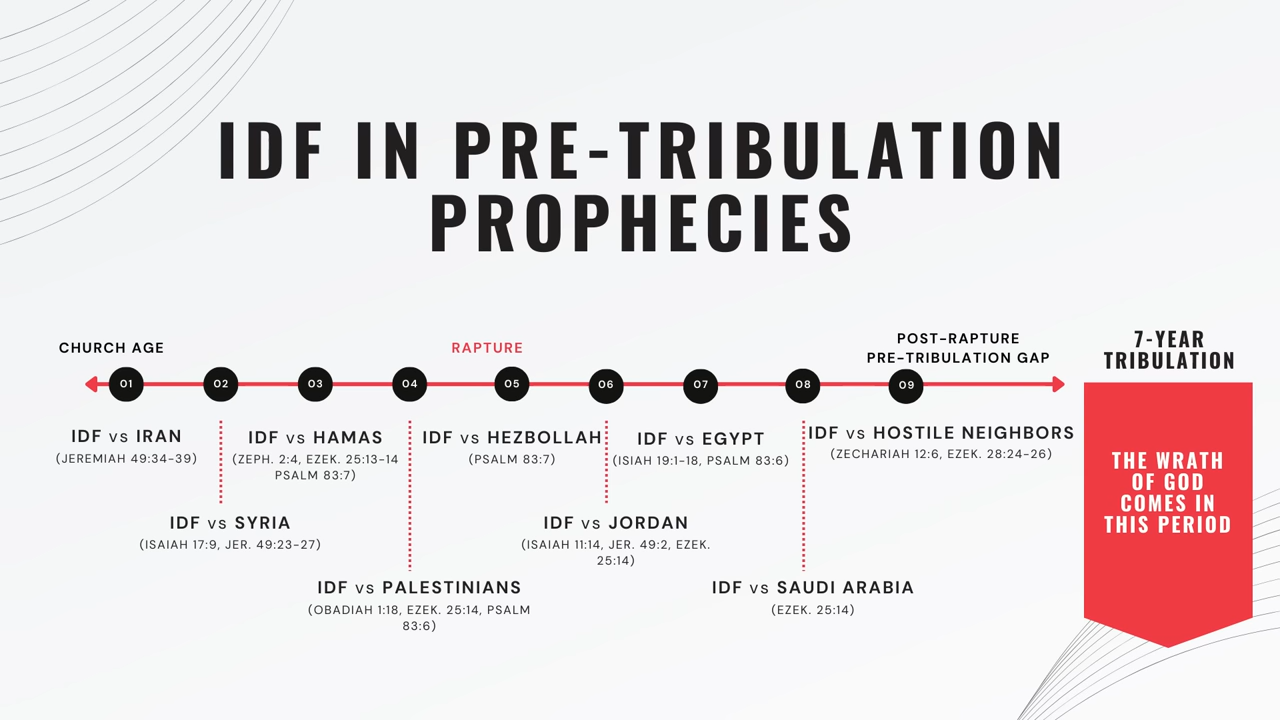 IDF IN PRE-TRIBULATION
PROPHECIES
CHURCH AGE
RAPTURE
POST-RAPTURE
PRE-TRIBULATION GAP
7-YEAR
TRIBULATION
01
02
03
04
05
06
07
08
09
IDF vs IRAN
(JEREMIAH 49:34-39)
IDF vs HAMAS
(ZEPH. 2:4, EZEK. 25:13-14
PSALM 83:7)
IDF vs HEZBOLLAH
(PSALM 83:7)
IDF vs EGYPT
(ISIAH 19:1-18, PSALM 83:6)
IDF vs HOSTILE NEIGHBORS
(ZECHARIAH 12:6, EZEK. 28:24-26)
THE WRATH
OF GOD
COMES IN
THIS PERIOD
IDF vs SYRIA
(ISAIAH 17:9, JER. 49:23-27)
IDF vs JORDAN
(ISAIAH 11:14, JER. 49:2, EZEK.
25:14)
IDF vs PALESTINIANS
(OBADIAH 1:18, EZEK. 25:14, PSALM
83:6)
IDF vs SAUDI ARABIA
(EZEK. 25:14)